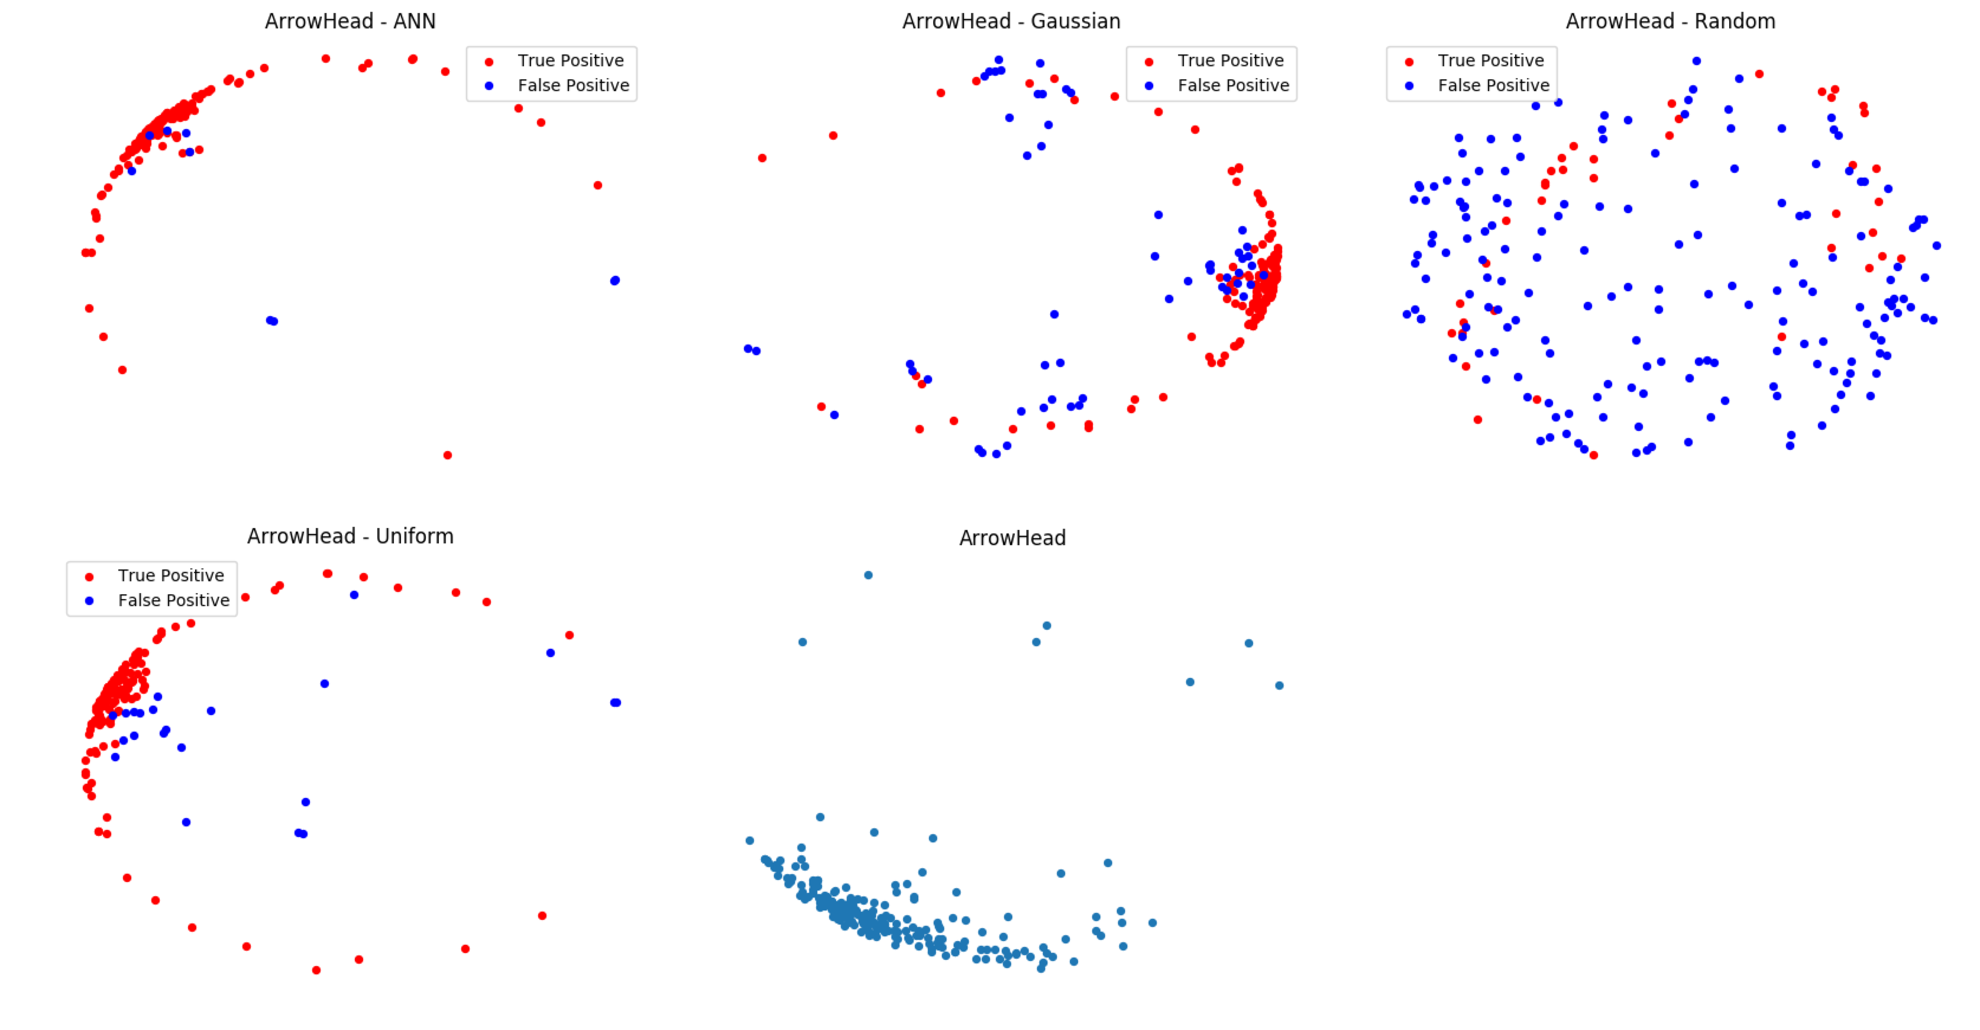 ArrowHead - ANN
True Positive
False Positive
ArrowHead - Gaussian
True Positive
False Positive
ArrowHead - Random
True Positive
False Positive
ArrowHead - Uniform
True Positive
False Positive
ArrowHead